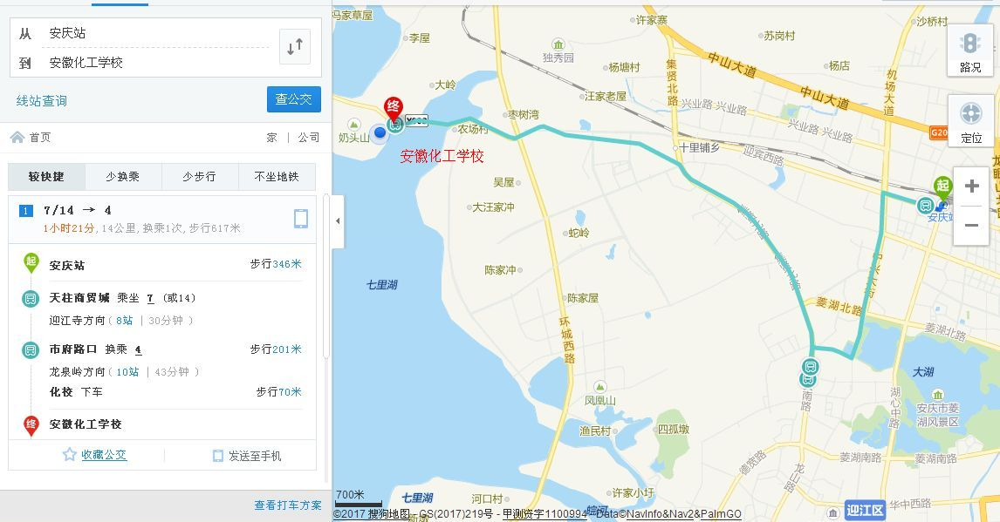 从 安庆站
到 安徽化工学校
线站查询
查公交
首页
家 | 公司
较快捷
少换乘
少步行
不坐地铁
1 7/14 → 4
1小时21分, 14公里, 换乘1次, 步行617米
起 安庆站 步行346米
天柱商贸城 乘坐 7 (或14)
迎江寺方向( 8站 | 30分钟 )
市府路口 换乘 4 步行201米
龙泉岭方向( 10站 | 43分钟 )
化校 下车 步行70米
终 安徽化工学校
收藏公交
发送至手机
查看打车方案
冯家草屋
许家寨
沙桥村
李屋
苏岗村
独秀园
杨塘村
杨店
中山大道
中山大道
集贤北路
机场大道
路况
大岭
汪家老屋
兴业路
兴业路
终
枣树湾
农场村
奶头山
兴业路
兴业路
G20
定位
安徽化工学校
十里铺乡
迎宾西路
吴屋
大汪家冲
起
安庆站
蛇岭
陈家冲
七里湖
陈家屋
环城西路
菱湖北路
菱湖北路
大湖
凤凰山
湖心中路
安庆市菱
湖风景区
渔民村
四孤墩
德宽路
龙山路
菱湖南路
菱湖南路
700米
七里湖
河口村
许家小圩
皖河
迎江区
华中西路
©2017 搜狗地图 - GS(2017)219号 - 甲测资字1100994 - Data©NavInfo&Nav2&PalmGO